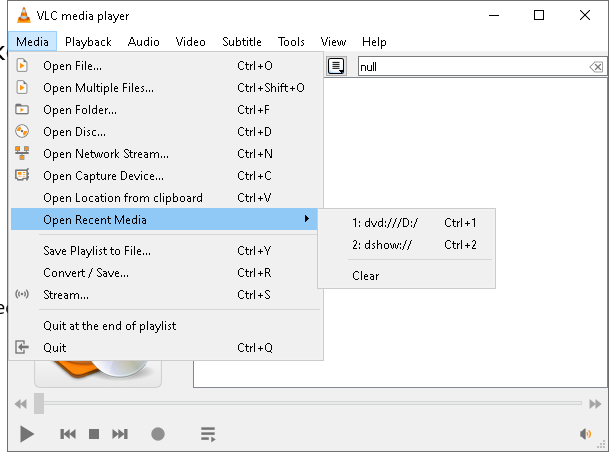 VLC media player
Media Playback Audio Video Subtitle Tools View Help
null
Open File... Ctrl+O
Open Multiple Files... Ctrl+Shift+O
Open Folder... Ctrl+F
Open Disc... Ctrl+D
Open Network Stream... Ctrl+N
Open Capture Device... Ctrl+C
Open Location from clipboard Ctrl+V
Open Recent Media
1: dvd:///D:/ Ctrl+1
2: dshow:// Ctrl+2
Clear
Save Playlist to File... Ctrl+Y
Convert / Save... Ctrl+R
Stream... Ctrl+S
Quit at the end of playlist
Quit Ctrl+Q